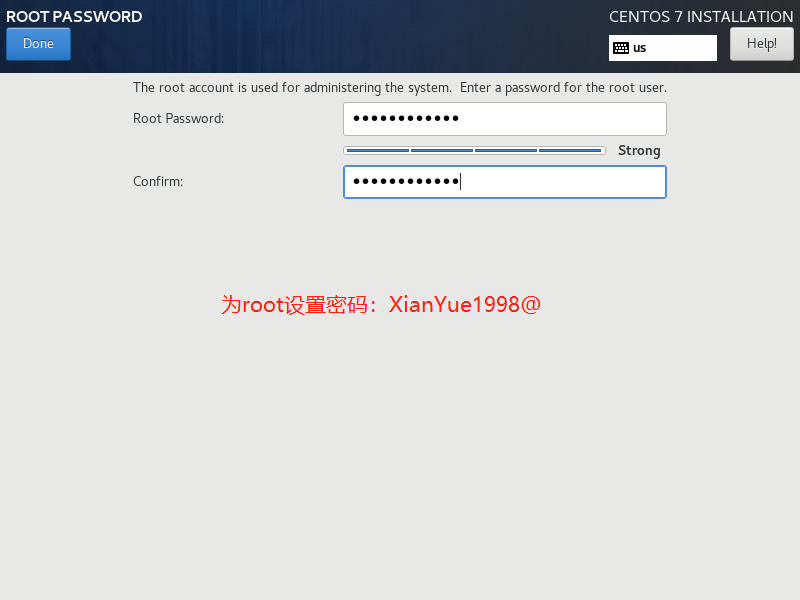 ROOT PASSWORD
CENTOS 7 INSTALLATION
Done
us
Help!
The root account is used for administering the system.  Enter a password for the root user.
Root Password: ●●●●●●●●●●●●
Strong
Confirm: ●●●●●●●●●●●●
为root设置密码：XianYue1998@